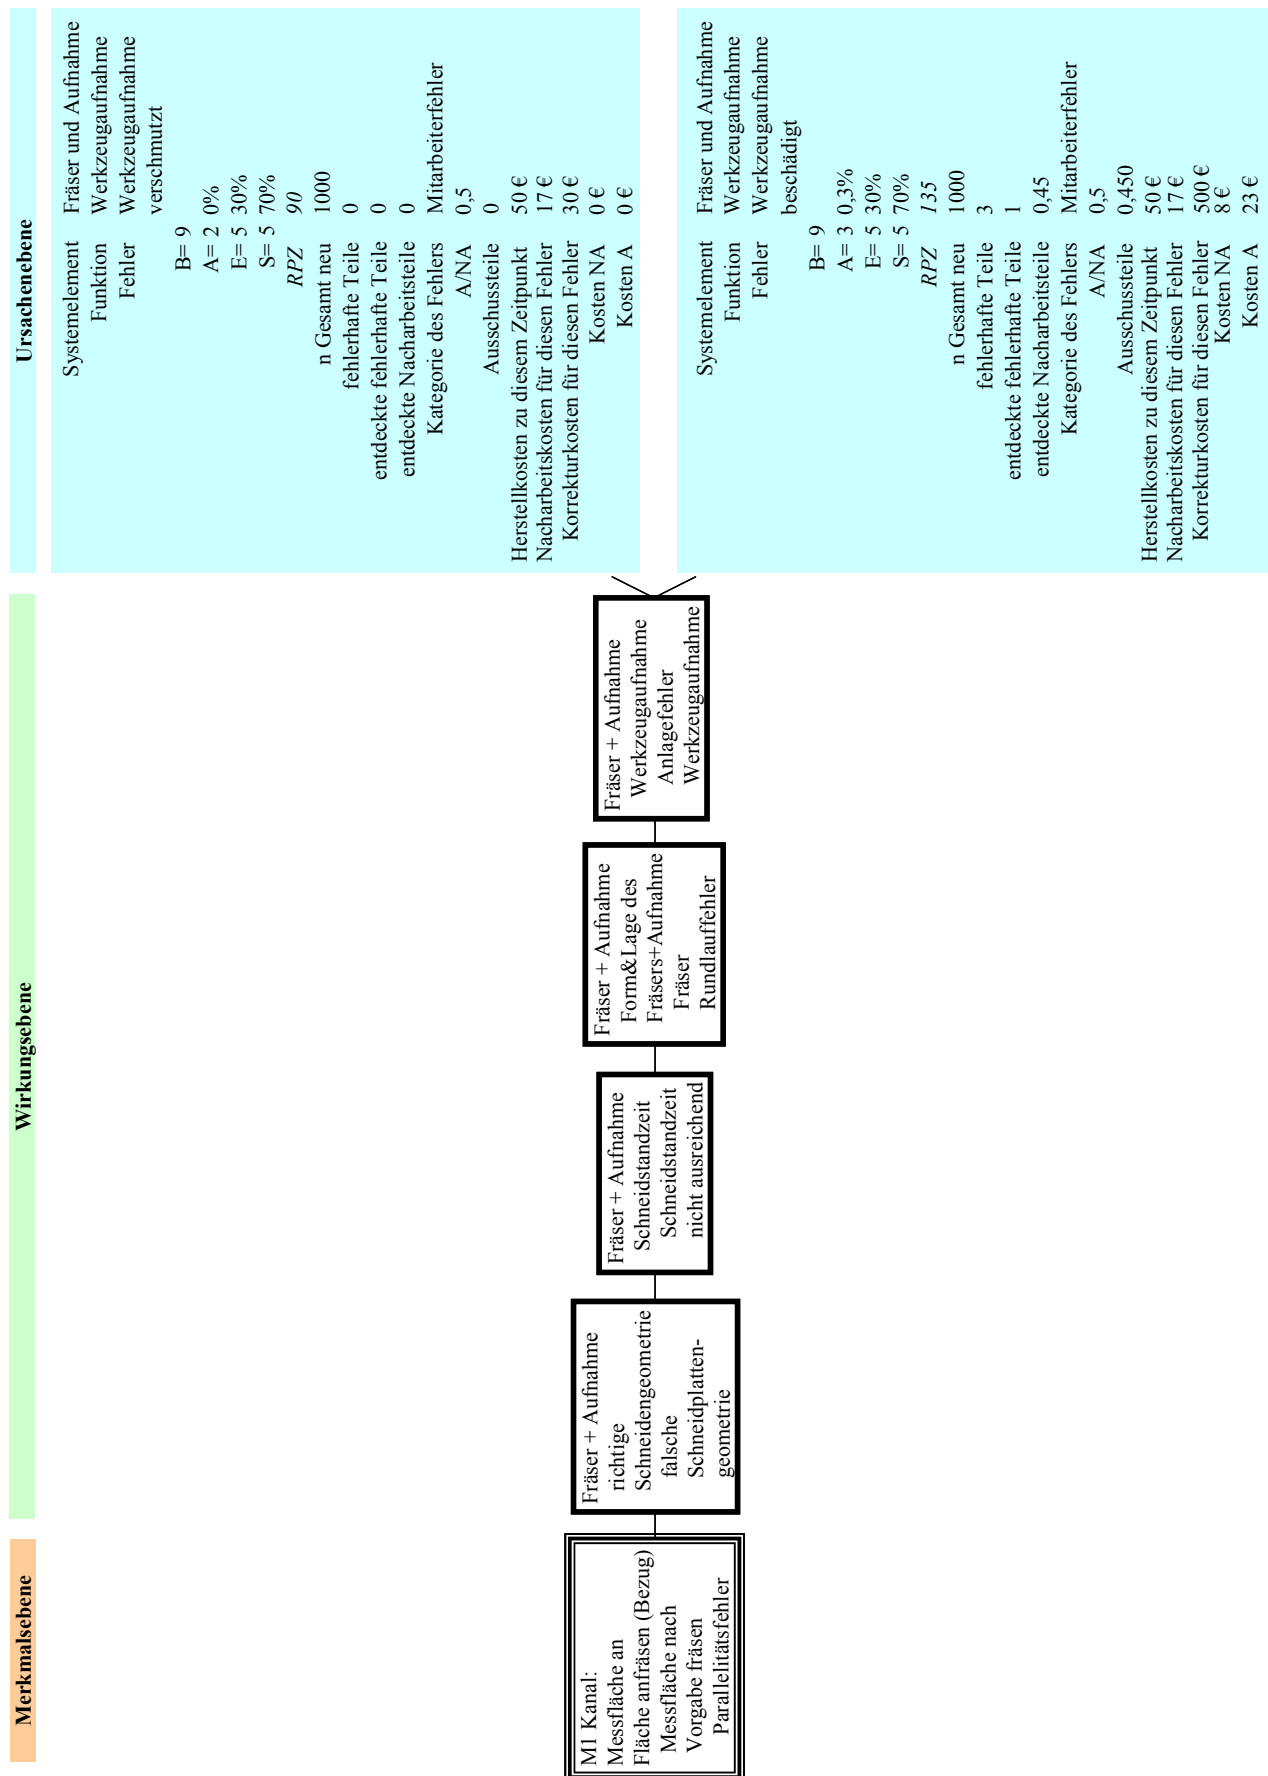 Merkmalsebene
Wirkungsebene
Ursachenebene
M1 Kanal:
Messfläche an
Fläche anfräsen (Bezug)
Messfläche nach
Vorgabe fräsen
Parallelitätsfehler
Fräser + Aufnahme
richtige
Schneidengeometrie
falsche
Schneidplatten-
geometrie
Fräser + Aufnahme
Schneidstandzeit
Schneidstandzeit
nicht ausreichend
Fräser + Aufnahme
Form&Lage des
Fräsers+Aufnahme
Fräser
Rundlauffehler
Fräser + Aufnahme
Werkzeugaufnahme
Anlagefehler
Werkzeugaufnahme
Systemelement Fräser und Aufnahme
Funktion Werkzeugaufnahme
Fehler Werkzeugaufnahme
verschmutzt
B= 9
A= 2 0%
E= 5 30%
S= 5 70%
RPZ 90
n Gesamt neu 1000
fehlerhafte Teile 0
entdeckte fehlerhafte Teile 0
entdeckte Nacharbeitsteile 0
Kategorie des Fehlers Mitarbeiterfehler
A/NA 0,5
Ausschussteile 0
Herstellkosten zu diesem Zeitpunkt 50 €
Nacharbeitskosten für diesen Fehler 17 €
Korrekturkosten für diesen Fehler 30 €
Kosten NA 0 €
Kosten A 0 €
Systemelement Fräser und Aufnahme
Funktion Werkzeugaufnahme
Fehler Werkzeugaufnahme
beschädigt
B= 9
A= 3 0,3%
E= 5 30%
S= 5 70%
RPZ 135
n Gesamt neu 1000
fehlerhafte Teile 3
entdeckte fehlerhafte Teile 1
entdeckte Nacharbeitsteile 0,45
Kategorie des Fehlers Mitarbeiterfehler
A/NA 0,5
Ausschussteile 0,450
Herstellkosten zu diesem Zeitpunkt 50 €
Nacharbeitskosten für diesen Fehler 17 €
Korrekturkosten für diesen Fehler 500 €
Kosten NA 8 €
Kosten A 23 €